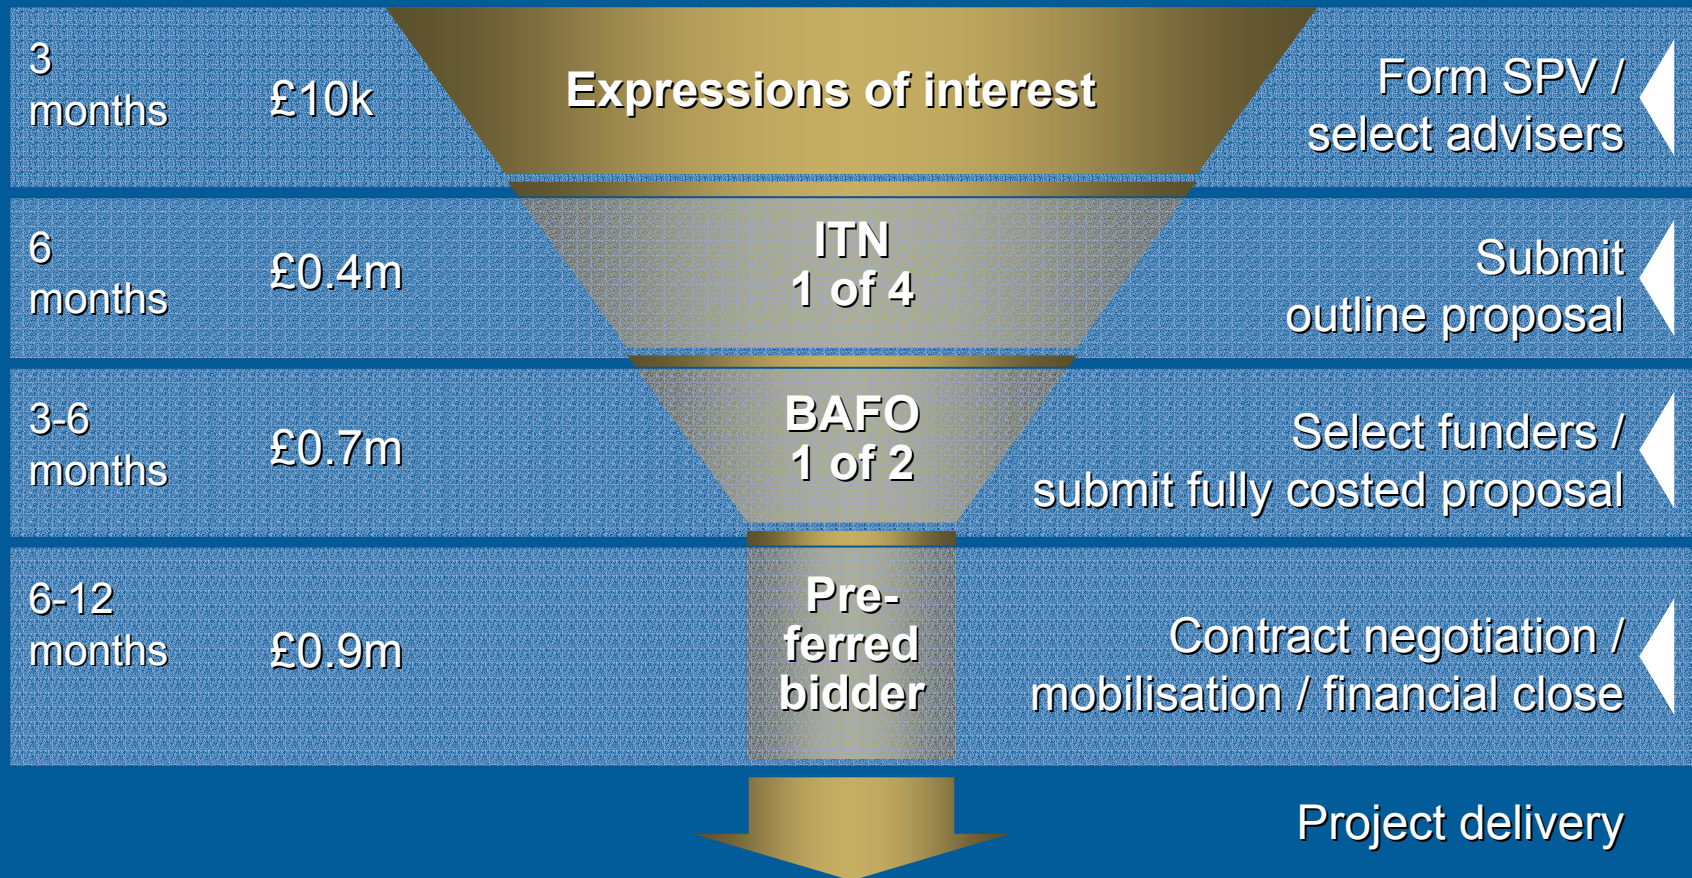 3
months
£10k
Expressions of interest
Form SPV /
select advisers
6
months
£0.4m
ITN
1 of 4
Submit
outline proposal
3-6
months
£0.7m
BAFO
1 of 2
Select funders /
submit fully costed proposal
6-12
months
£0.9m
Pre-
ferred
bidder
Contract negotiation /
mobilisation / financial close
Project delivery